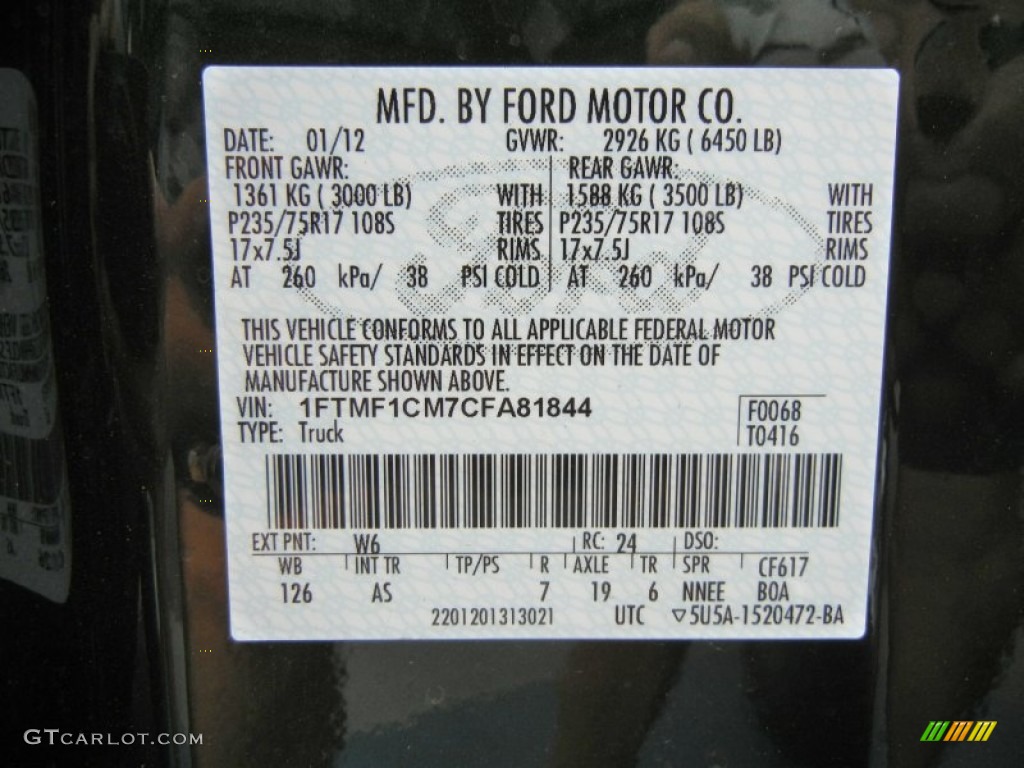 MFD. BY FORD MOTOR CO.
DATE: 01/12 GVWR: 2926 KG ( 6450 LB)
FRONT GAWR: REAR GAWR:
1361 KG ( 3000 LB) WITH 1588 KG ( 3500 LB) WITH
P235/75R17 108S TIRES P235/75R17 108S TIRES
17x7.5J RIMS 17x7.5J RIMS
AT 260 kPa/ 38 PSI COLD AT 260 kPa/ 38 PSI COLD
THIS VEHICLE CONFORMS TO ALL APPLICABLE FEDERAL MOTOR
VEHICLE SAFETY STANDARDS IN EFFECT ON THE DATE OF
MANUFACTURE SHOWN ABOVE.
VIN: 1FTMF1CM7CFA81844 F0068
TYPE: Truck T0416
EXT PNT: W6 RC: 24 DSO:
WB INT TR TP/PS R AXLE TR SPR CF617
126 AS 7 19 6 NNEE BOA
2201201313021 UTC ▽5U5A-1520472-BA
GTCARLOT.COM